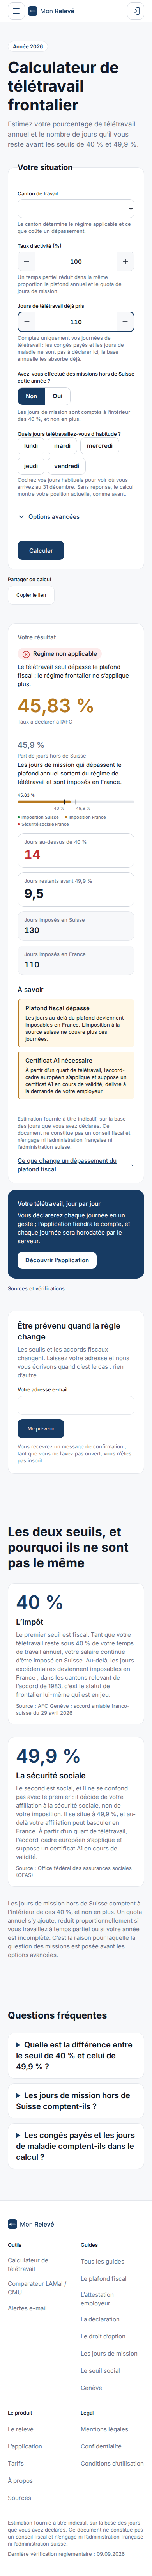 Mon Relevé
Année 2026
Calculateur de
télétravail
frontalier
Estimez votre pourcentage de télétravail
annuel et le nombre de jours qu’il vous
reste avant les seuils de 40 % et 49,9 %.
Votre situation
Canton de travail
Le canton détermine le régime applicable et ce
que coûte un dépassement.
Taux d’activité (%)
− 100 +
Un temps partiel réduit dans la même
proportion le plafond annuel et le quota de
jours de mission.
Jours de télétravail déjà pris
− 110 +
Comptez uniquement vos journées de
télétravail : les congés payés et les jours de
maladie ne sont pas à déclarer ici, la base
annuelle les absorbe déjà.
Avez-vous effectué des missions hors de Suisse
cette année ?
Non Oui
Les jours de mission sont comptés à l’intérieur
des 40 %, et non en plus.
Quels jours télétravaillez-vous d’habitude ?
lundi mardi mercredi
jeudi vendredi
Cochez vos jours habituels pour voir où vous
arrivez au 31 décembre. Sans réponse, le calcul
montre votre position actuelle, comme avant.
Options avancées
Calculer
Partager ce calcul
Copier le lien
Votre résultat
Régime non applicable
Le télétravail seul dépasse le plafond
fiscal : le régime frontalier ne s’applique
plus.
45,83 %
Taux à déclarer à l’AFC
45,9 %
Part de jours hors de Suisse
Les jours de mission qui dépassent le
plafond annuel sortent du régime de
télétravail et sont imposés en France.
45,83 %
40 % 49,9 %
Imposition Suisse Imposition France
Sécurité sociale France
Jours au-dessus de 40 %
14
Jours restants avant 49,9 %
9,5
Jours imposés en Suisse
130
Jours imposés en France
110
À savoir
Plafond fiscal dépassé
Les jours au-delà du plafond deviennent
imposables en France. L’imposition à la
source suisse ne couvre plus ces
journées.
Certificat A1 nécessaire
À partir d’un quart de télétravail, l’accord-
cadre européen s’applique et suppose un
certificat A1 en cours de validité, délivré à
la demande de votre employeur.
Estimation fournie à titre indicatif, sur la base
des jours que vous avez déclarés. Ce
document ne constitue pas un conseil fiscal et
n’engage ni l’administration française ni
l’administration suisse.
Ce que change un dépassement du
plafond fiscal
Votre télétravail, jour par jour
Vous déclarerez chaque journée en un
geste ; l’application tiendra le compte, et
chaque journée sera horodatée par le
serveur.
Découvrir l’application
Sources et vérifications
Être prévenu quand la règle
change
Les seuils et les accords fiscaux
changent. Laissez votre adresse et nous
vous écrirons quand c’est le cas : rien
d’autre.
Votre adresse e-mail
Me prévenir
Vous recevrez un message de confirmation ;
tant que vous ne l’avez pas ouvert, vous n’êtes
pas inscrit.
Les deux seuils, et
pourquoi ils ne sont
pas le même
40 %
L’impôt
Le premier seuil est fiscal. Tant que votre
télétravail reste sous 40 % de votre temps
de travail annuel, votre salaire continue
d’être imposé en Suisse. Au-delà, les jours
excédentaires deviennent imposables en
France ; dans les cantons relevant de
l’accord de 1983, c’est le statut de
frontalier lui-même qui est en jeu.
Source : AFC Genève ; accord amiable franco-
suisse du 29 avril 2026
49,9 %
La sécurité sociale
Le second seuil est social, et il ne se confond
pas avec le premier : il décide de votre
affiliation à la sécurité sociale, non de
votre impôt. Il se situe à 49,9 %, et au-
delà votre affiliation peut basculer en
France. À partir d’un quart de télétravail,
l’accord-cadre européen s’applique et
suppose un certificat A1 en cours de
validité.
Source : Office fédéral des assurances sociales
(OFAS)
Les jours de mission hors de Suisse comptent à
l’intérieur de ces 40 %, et non en plus. Un quota
annuel s’y ajoute, réduit proportionnellement si
vous travaillez à temps partiel ou si votre année
est incomplète. C’est la raison pour laquelle la
question des missions est posée avant les
options avancées.
Questions fréquentes
Quelle est la différence entre
le seuil de 40 % et celui de
49,9 % ?
Les jours de mission hors de
Suisse comptent-ils ?
Les congés payés et les jours
de maladie comptent-ils dans le
calcul ?
Mon Relevé
Outils
Calculateur de
télétravail
Comparateur LAMal /
CMU
Alertes e-mail
Guides
Tous les guides
Le plafond fiscal
L’attestation
employeur
La déclaration
Le droit d’option
Les jours de mission
Le seuil social
Genève
Le produit
Le relevé
L’application
Tarifs
À propos
Sources
Légal
Mentions légales
Confidentialité
Conditions d’utilisation
Estimation fournie à titre indicatif, sur la base des jours
que vous avez déclarés. Ce document ne constitue pas
un conseil fiscal et n’engage ni l’administration française
ni l’administration suisse.
Dernière vérification réglementaire : 09.09.2026